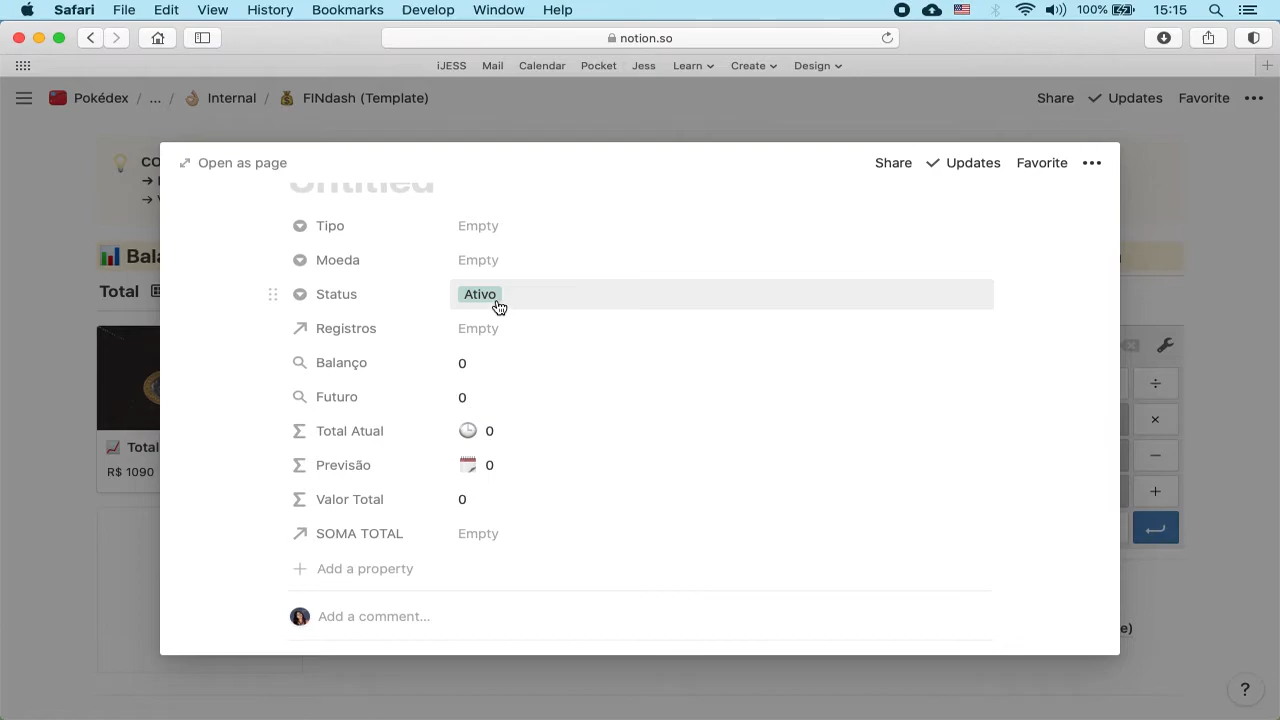 Safari File Edit View History Bookmarks Develop Window Help 100% 15:15
notion.so
iJESS Mail Calendar Pocket Jess Learn Create Design
Pokédex / ... / Internal / FINdash (Template) Share Updates Favorite
Open as page Share Updates Favorite
Untitled
CO
Tipo Empty
Moeda Empty
Bala
Total
Status Ativo
Registros Empty
Balanço 0
Futuro 0
÷
×
Total Atual 0
Total
R$ 1090
Previsão 0
−
+
Valor Total 0
SOMA TOTAL Empty
Add a property
Add a comment...
e)
?